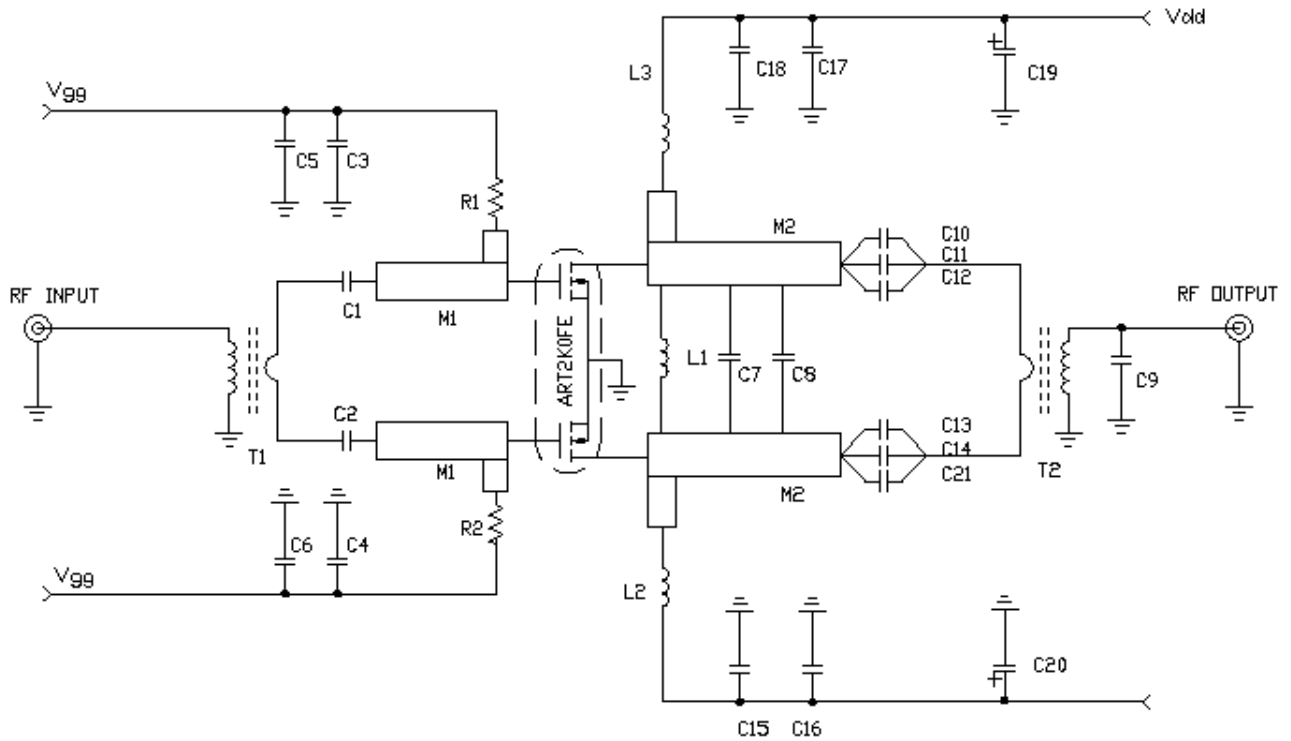 Vdd
C18
C17
C19
L3
Vgg
C5
C3
R1
M2
C10
C11
C12
RF INPUT
C1
M1
ART2K0FE
L1
C7
C8
RF OUTPUT
C9
T1
C2
M1
C13
C14
C21
T2
M2
R2
C6
C4
Vgg
L2
C15
C16
C20